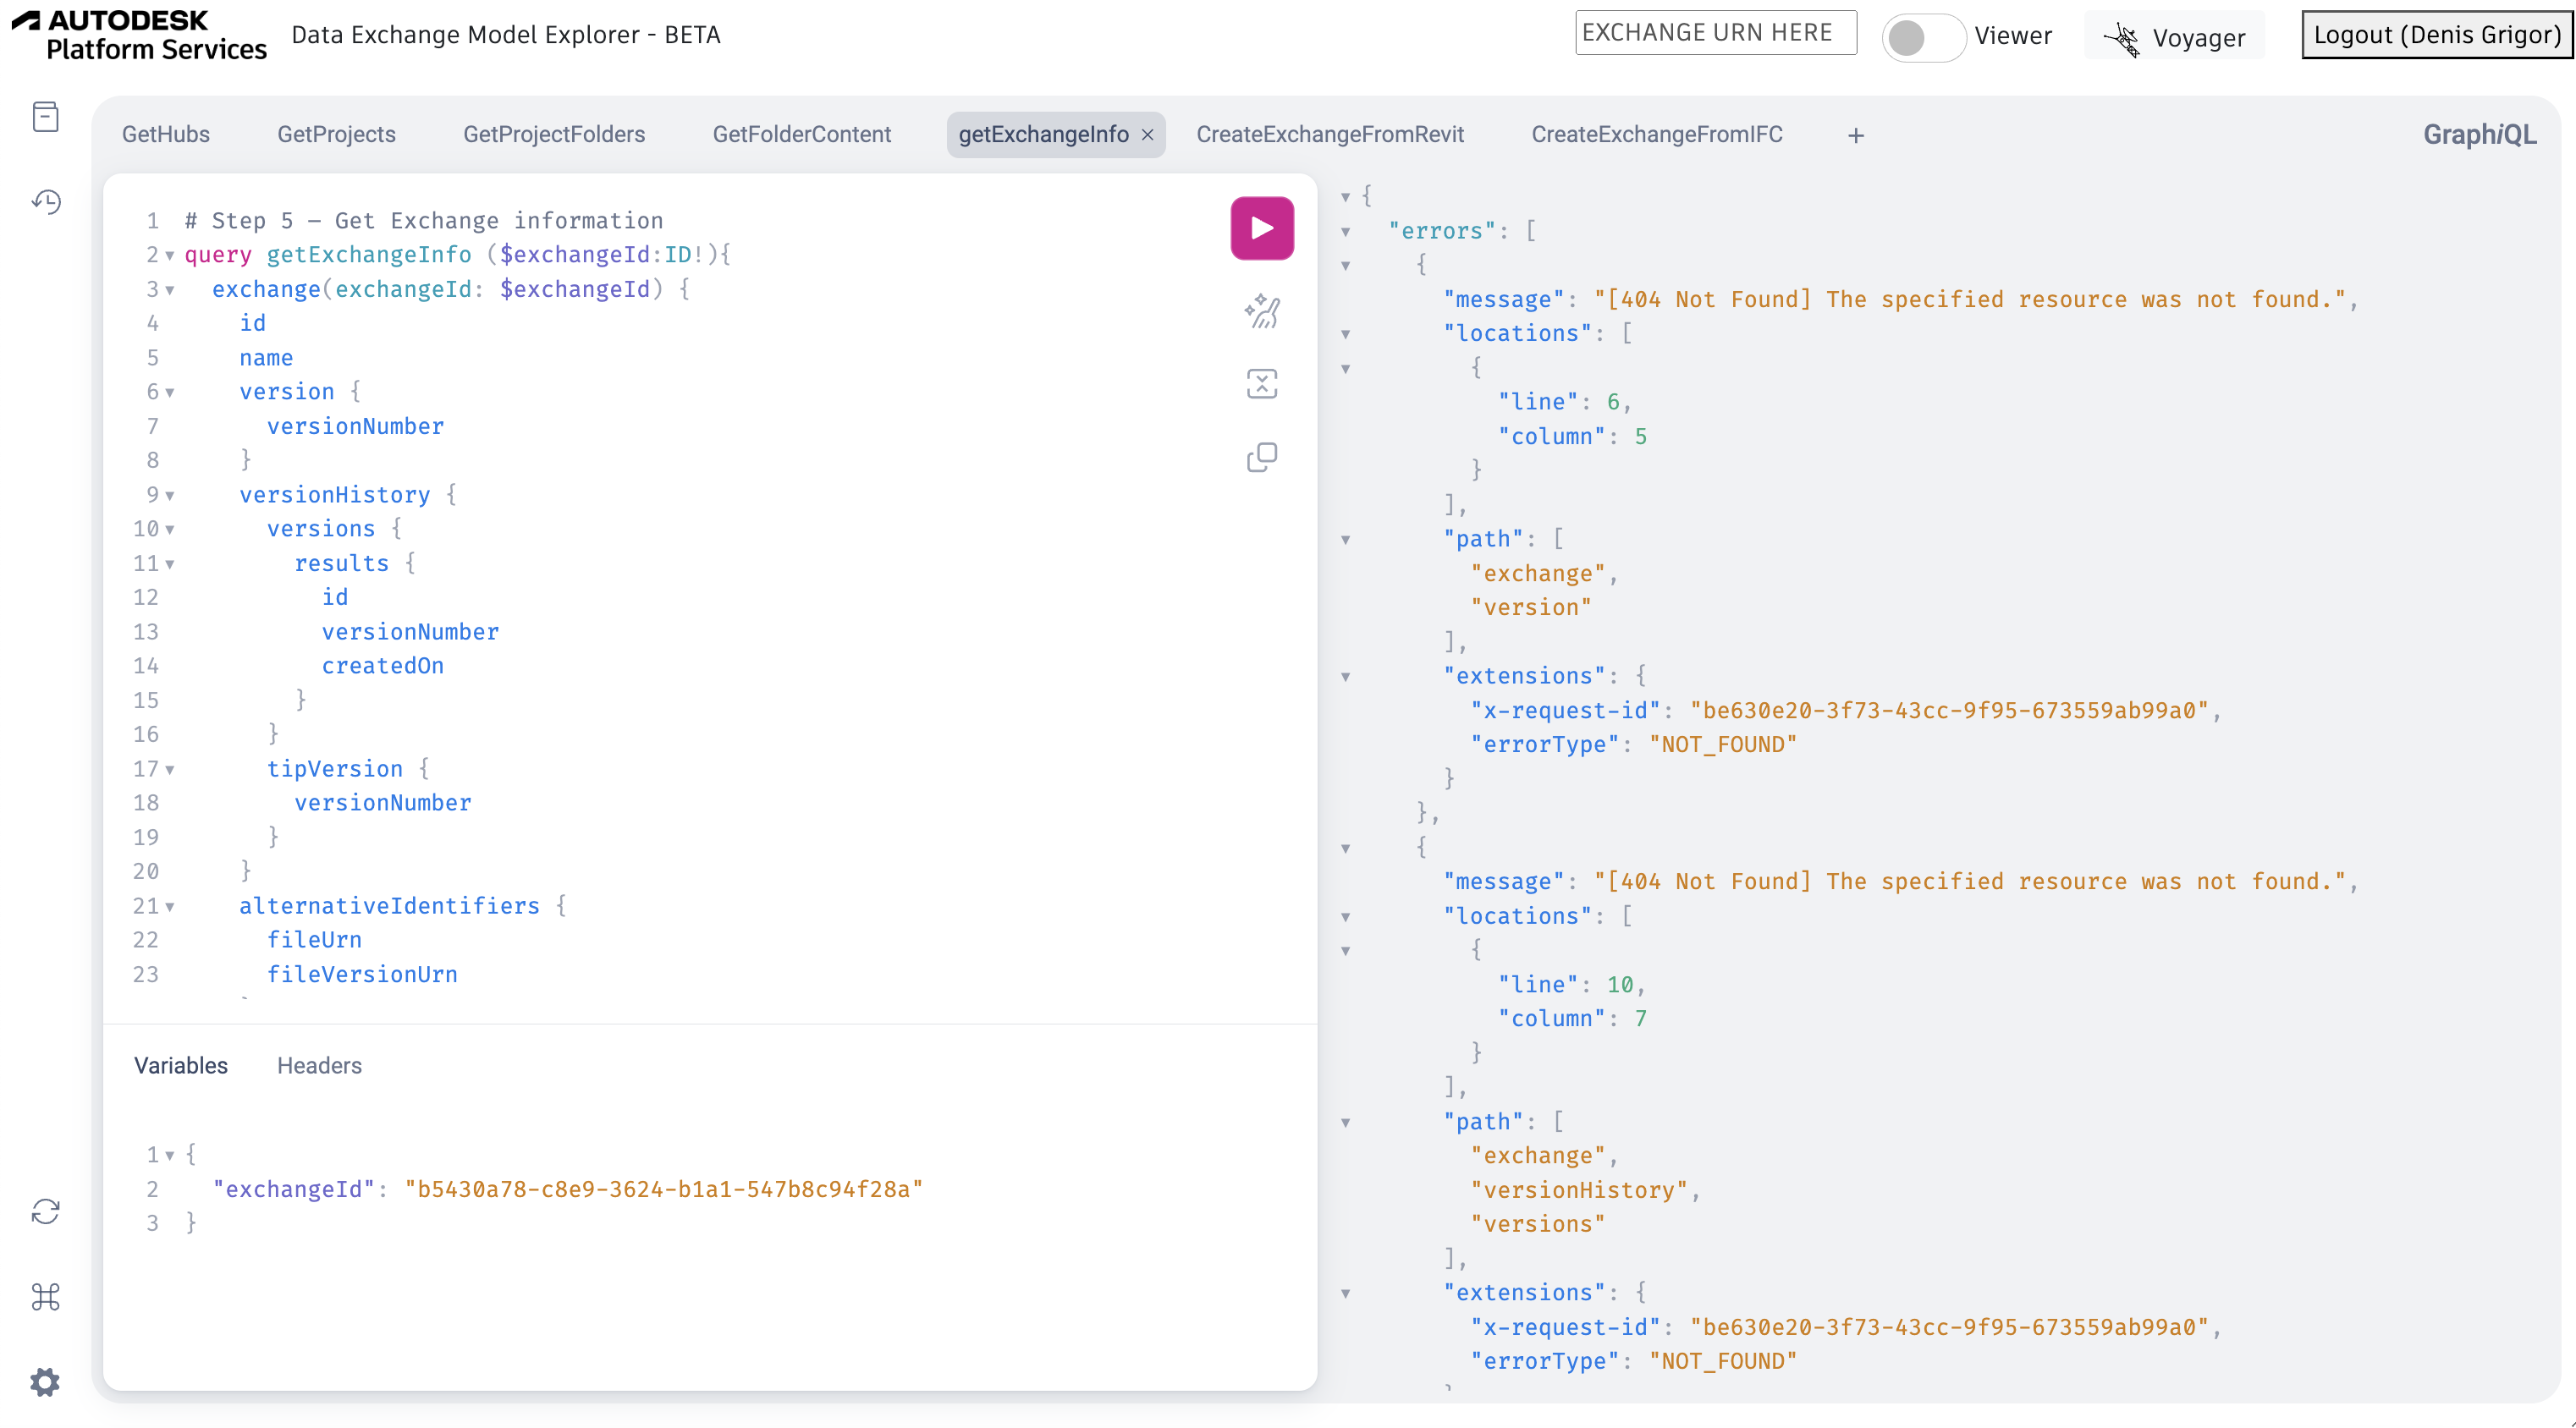 AUTODESK
Platform Services
Data Exchange Model Explorer - BETA
EXCHANGE URN HERE
Viewer
Voyager
Logout (Denis Grigor)
GetHubs
GetProjects
GetProjectFolders
GetFolderContent
getExchangeInfo ×
CreateExchangeFromRevit
CreateExchangeFromIFC
+
GraphiQL
1 # Step 5 – Get Exchange information
2 query getExchangeInfo ($exchangeId:ID!){
3   exchange(exchangeId: $exchangeId) {
4     id
5     name
6     version {
7       versionNumber
8     }
9     versionHistory {
10       versions {
11         results {
12           id
13           versionNumber
14           createdOn
15         }
16       }
17       tipVersion {
18         versionNumber
19       }
20     }
21     alternativeIdentifiers {
22       fileUrn
23       fileVersionUrn
Variables
Headers
1 {
2   "exchangeId": "b5430a78-c8e9-3624-b1a1-547b8c94f28a"
3 }
{
  "errors": [
    {
      "message": "[404 Not Found] The specified resource was not found.",
      "locations": [
        {
          "line": 6,
          "column": 5
        }
      ],
      "path": [
        "exchange",
        "version"
      ],
      "extensions": {
        "x-request-id": "be630e20-3f73-43cc-9f95-673559ab99a0",
        "errorType": "NOT_FOUND"
      }
    },
    {
      "message": "[404 Not Found] The specified resource was not found.",
      "locations": [
        {
          "line": 10,
          "column": 7
        }
      ],
      "path": [
        "exchange",
        "versionHistory",
        "versions"
      ],
      "extensions": {
        "x-request-id": "be630e20-3f73-43cc-9f95-673559ab99a0",
        "errorType": "NOT_FOUND"